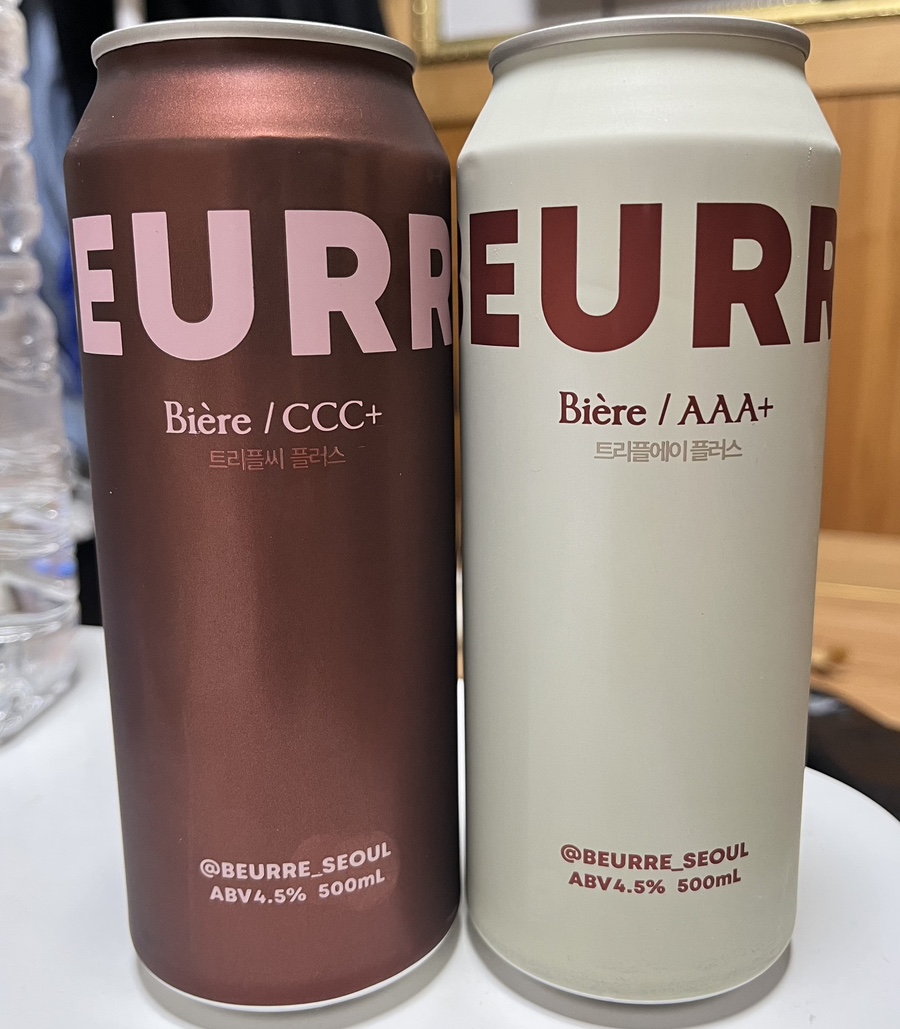 EURR
Bière / CCC+
트리플씨 플러스
@BEURRE_SEOUL
ABV4.5% 500mL
BEURR
Bière / AAA+
트리플에이 플러스
@BEURRE_SEOUL
ABV4.5% 500mL